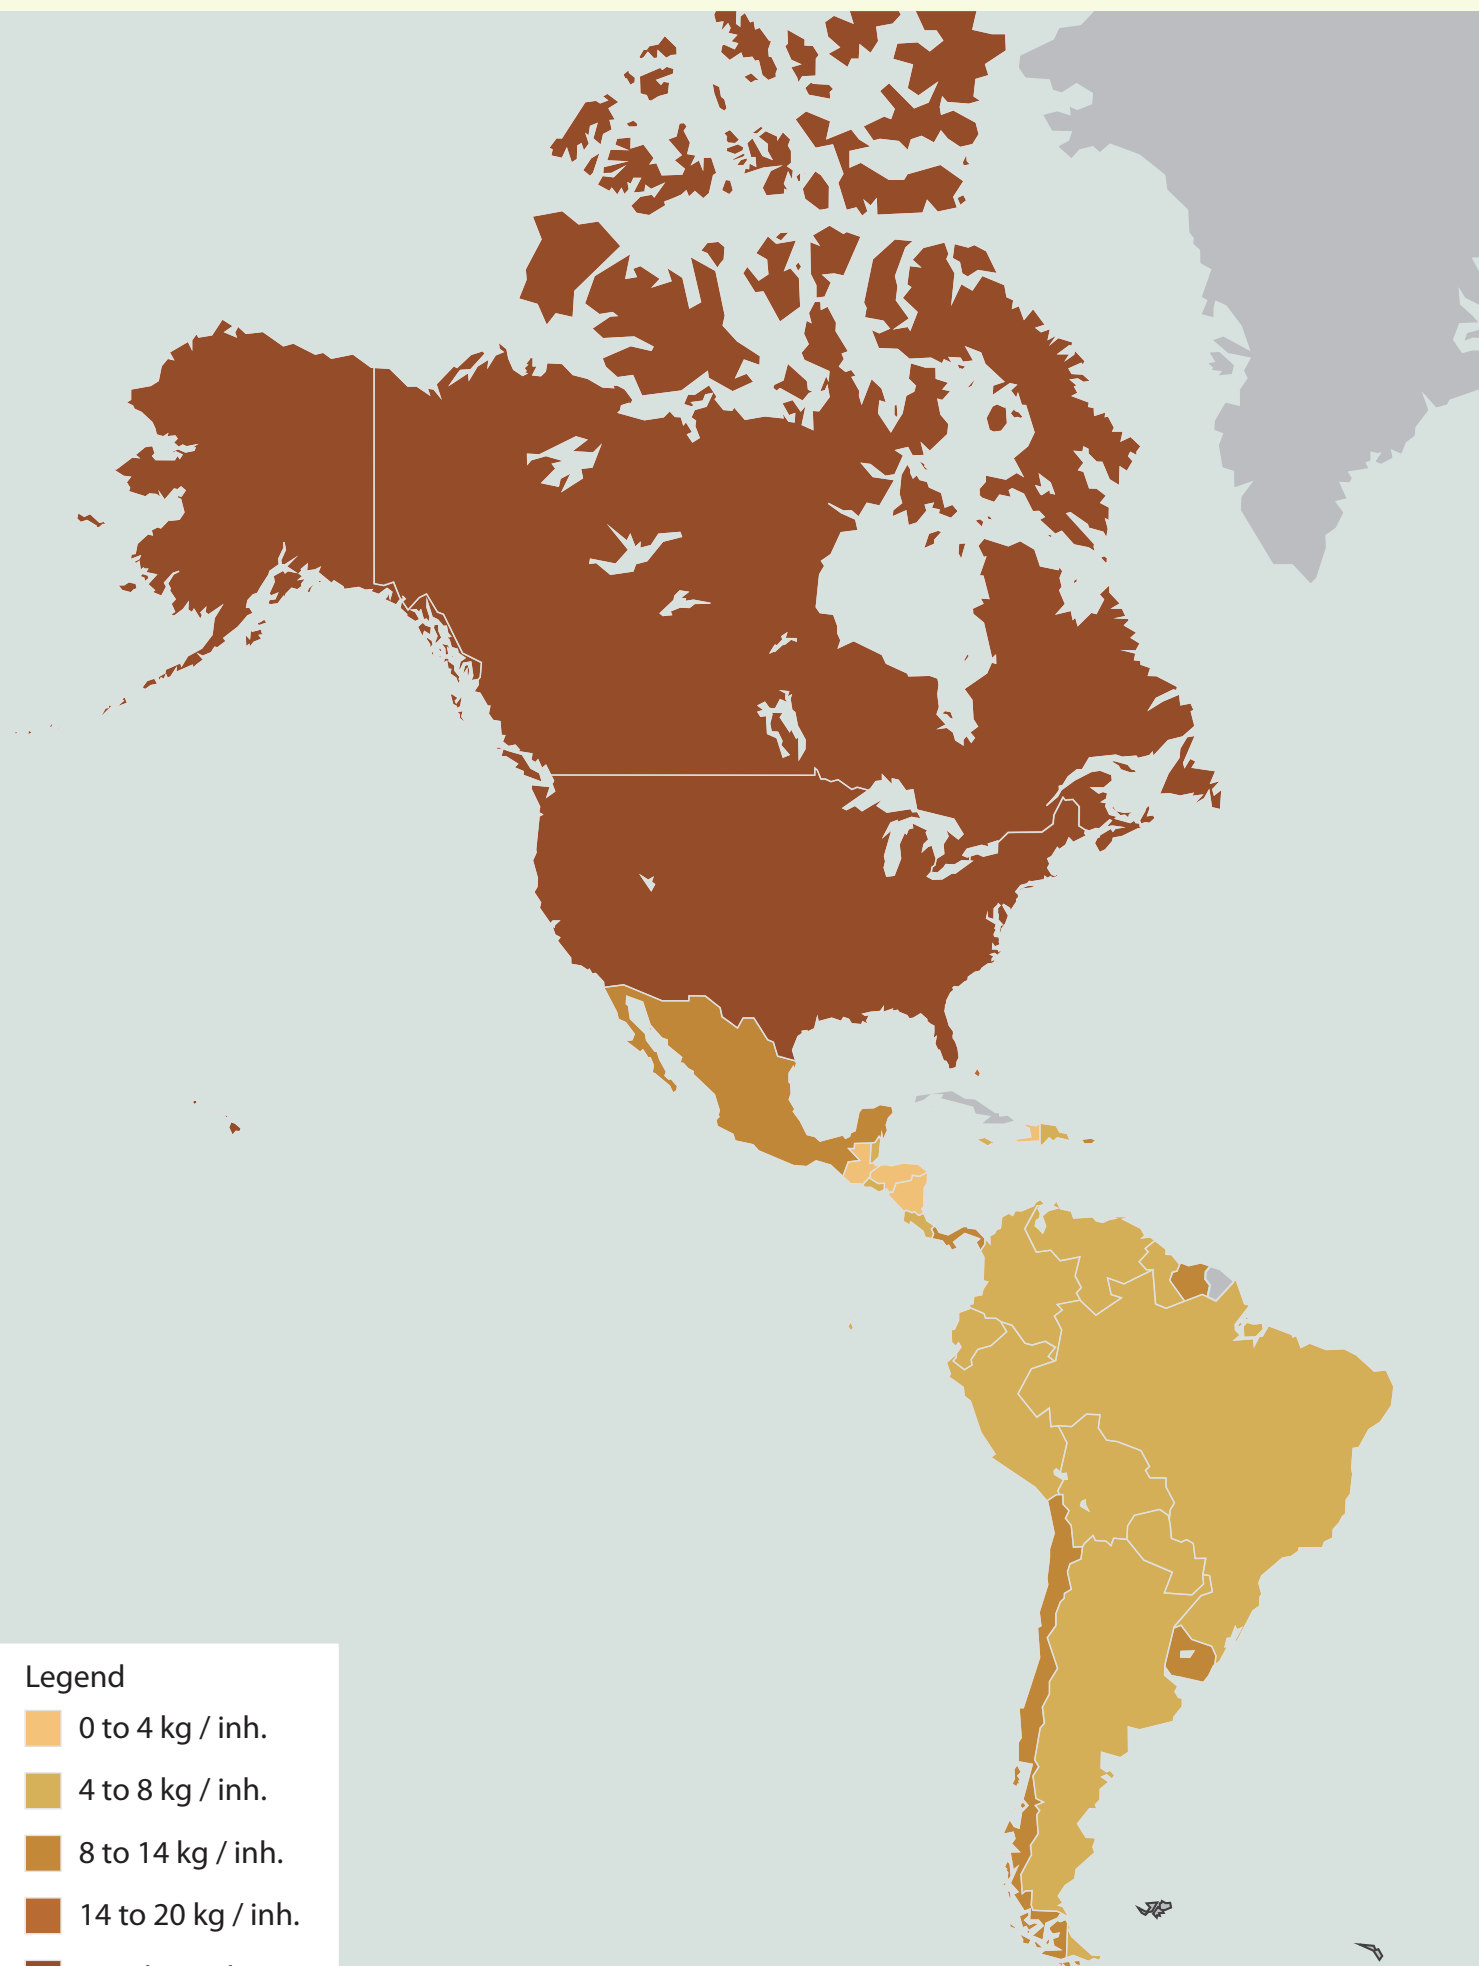 Legend
0 to 4 kg / inh.
4 to 8 kg / inh.
8 to 14 kg / inh.
14 to 20 kg / inh.